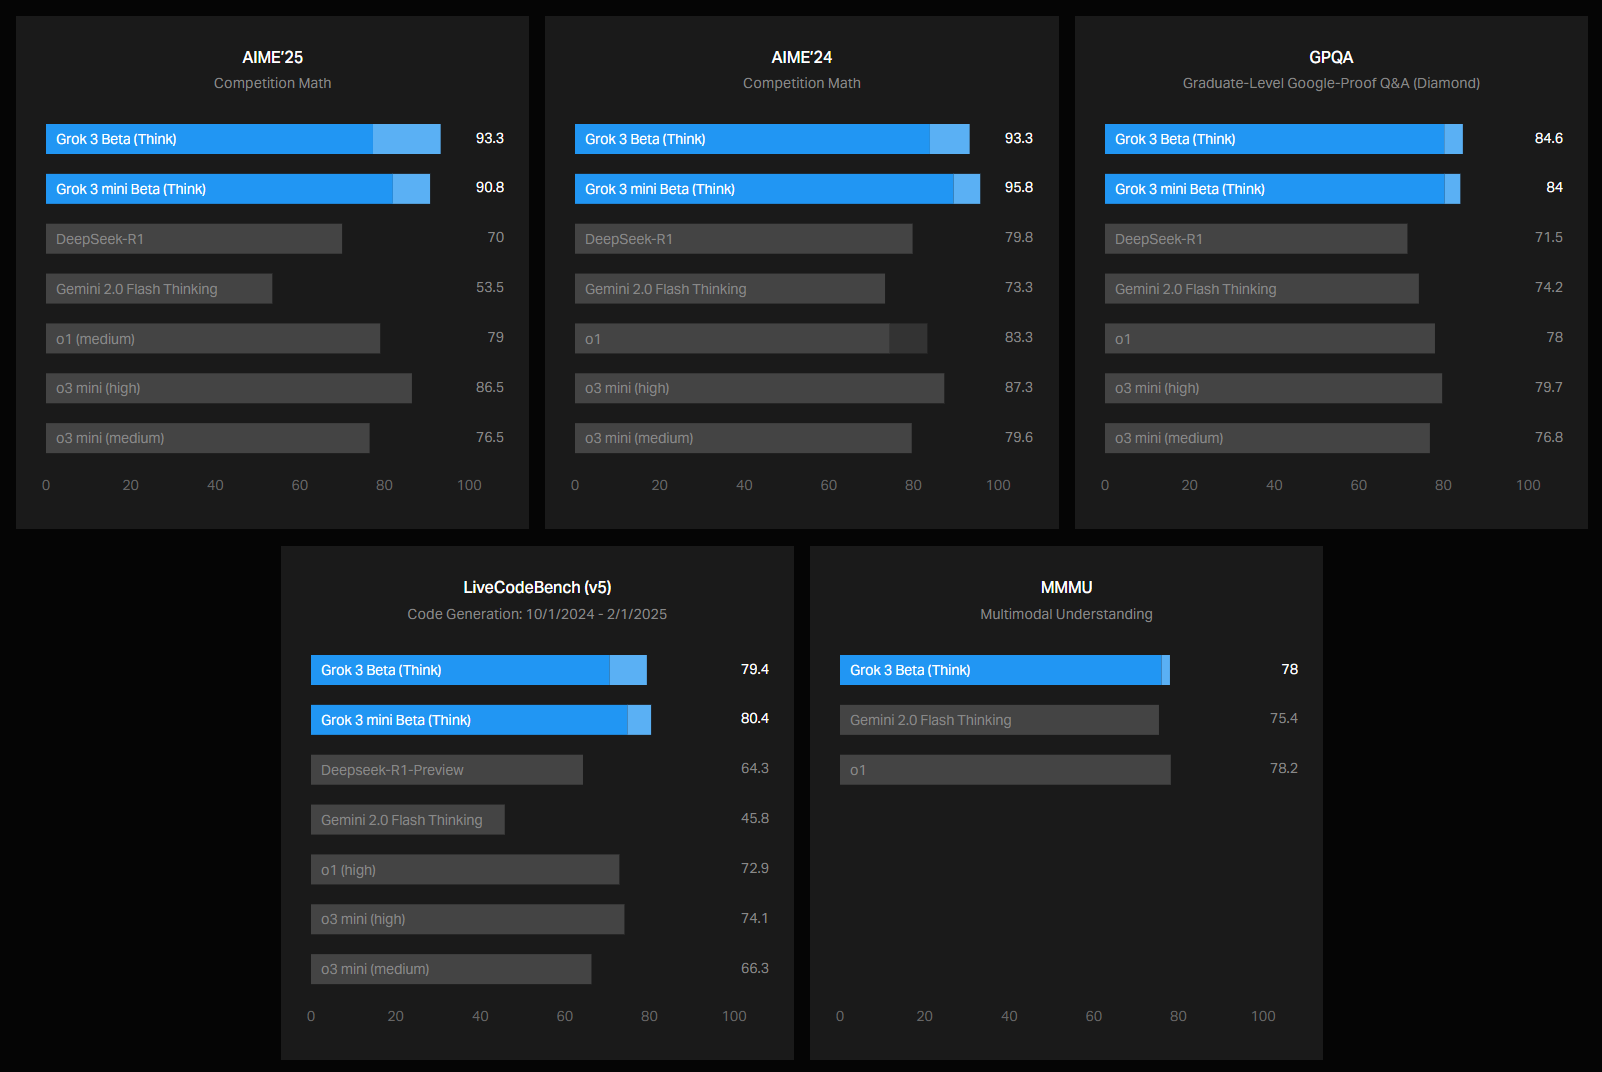 AIME’25
Competition Math
Grok 3 Beta (Think) 93.3
Grok 3 mini Beta (Think) 90.8
DeepSeek-R1 70
Gemini 2.0 Flash Thinking 53.5
o1 (medium) 79
o3 mini (high) 86.5
o3 mini (medium) 76.5
0 20 40 60 80 100
AIME’24
Competition Math
Grok 3 Beta (Think) 93.3
Grok 3 mini Beta (Think) 95.8
DeepSeek-R1 79.8
Gemini 2.0 Flash Thinking 73.3
o1 83.3
o3 mini (high) 87.3
o3 mini (medium) 79.6
0 20 40 60 80 100
GPQA
Graduate-Level Google-Proof Q&A (Diamond)
Grok 3 Beta (Think) 84.6
Grok 3 mini Beta (Think) 84
DeepSeek-R1 71.5
Gemini 2.0 Flash Thinking 74.2
o1 78
o3 mini (high) 79.7
o3 mini (medium) 76.8
0 20 40 60 80 100
LiveCodeBench (v5)
Code Generation: 10/1/2024 - 2/1/2025
Grok 3 Beta (Think) 79.4
Grok 3 mini Beta (Think) 80.4
Deepseek-R1-Preview 64.3
Gemini 2.0 Flash Thinking 45.8
o1 (high) 72.9
o3 mini (high) 74.1
o3 mini (medium) 66.3
0 20 40 60 80 100
MMMU
Multimodal Understanding
Grok 3 Beta (Think) 78
Gemini 2.0 Flash Thinking 75.4
o1 78.2
0 20 40 60 80 100